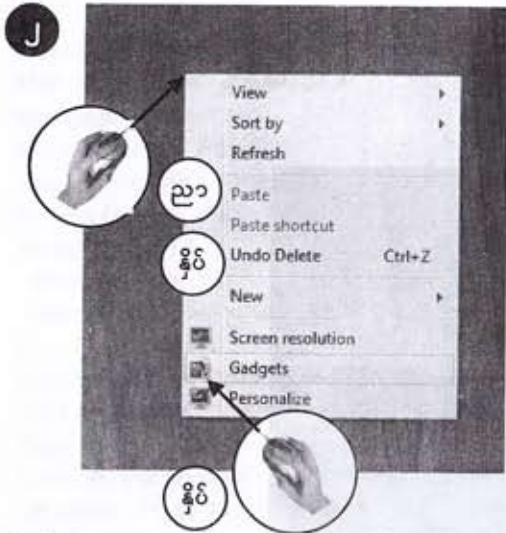 ၂
View
Sort by
Refresh
ညာ
Paste
Paste shortcut
နှိပ်
Undo Delete Ctrl+Z
New
Screen resolution
Gadgets
Personalize
နှိပ်